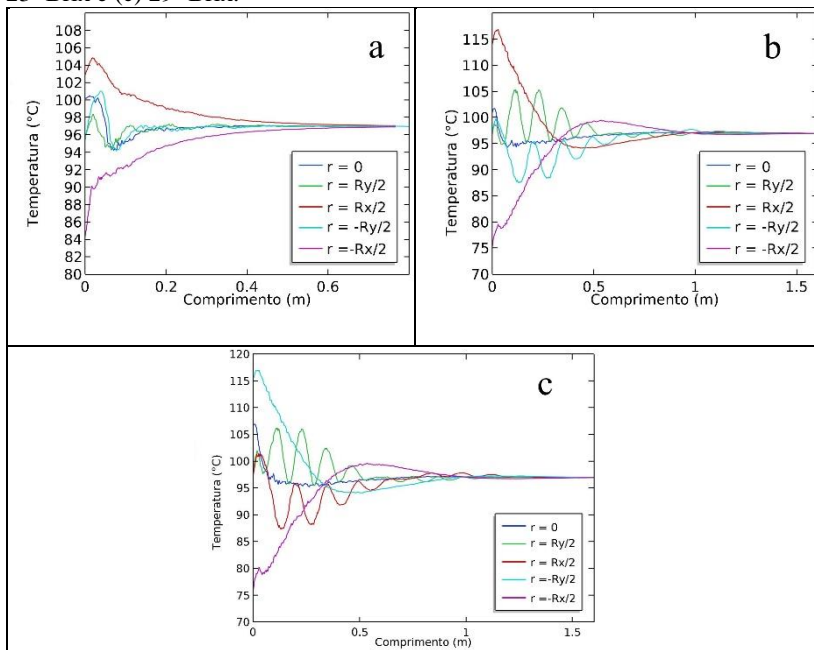 e (c) 29 °Brix.
a
108
106
104
102
100
98
96
94
92
90
88
86
84
82
80
Temperatura (°C)
r = 0
r = Ry/2
r = Rx/2
r = -Ry/2
r =-Rx/2
0 0.2 0.4 0.6
Comprimento (m)
b
115
110
105
100
95
90
85
80
75
70
Temperatura (°C)
r = 0
r = Ry/2
r = Rx/2
r = -Ry/2
r = -Rx/2
0 0.5 1 1.5
Comprimento (m)
c
120
115
110
105
100
95
90
85
80
75
70
Temperatura (°C)
r = 0
r = Ry/2
r = Rx/2
r =-Ry/2
r =-Rx/2
0 0.5 1 1.5
Comprimento (m)